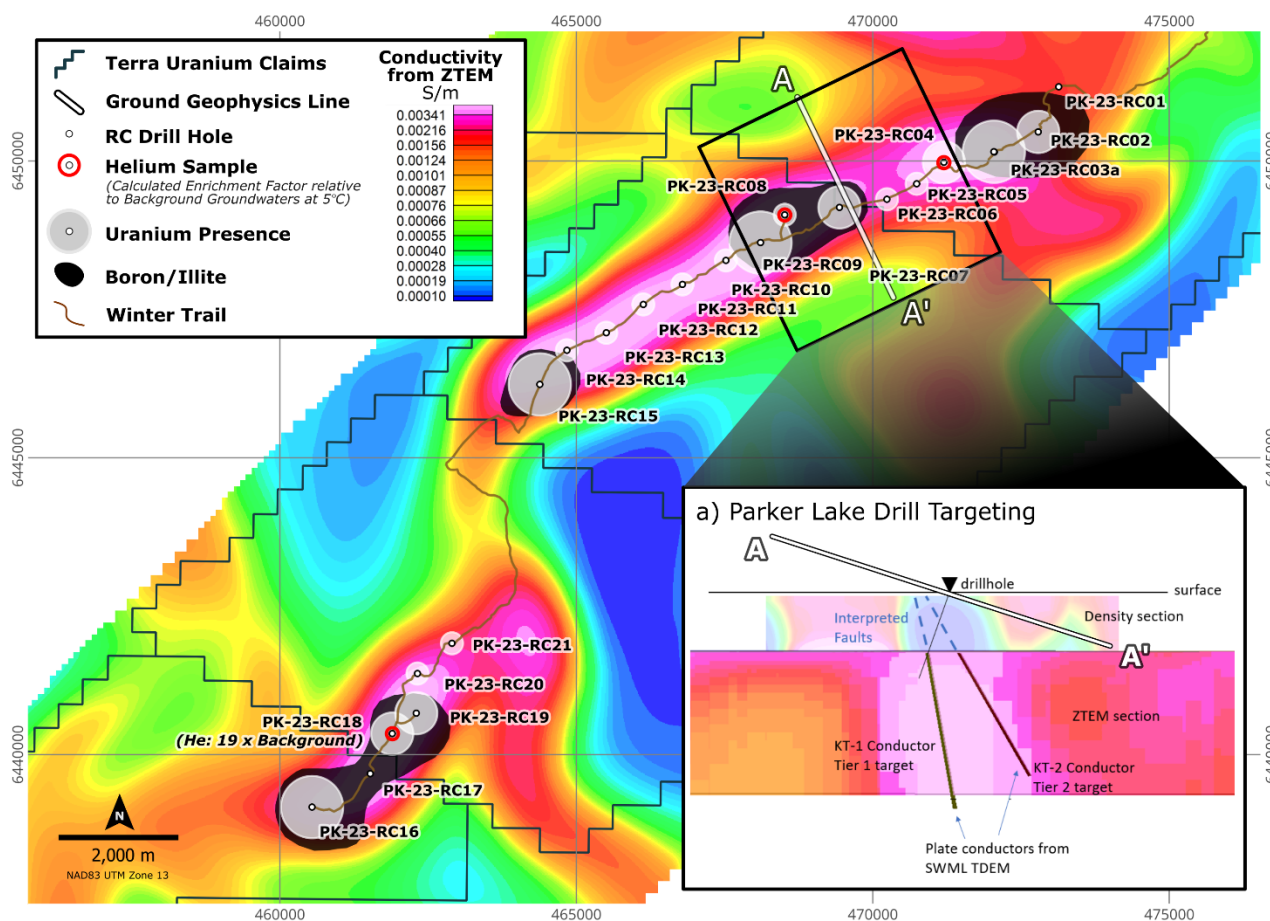 460000
465000
470000
475000
Terra Uranium Claims
Ground Geophysics Line
RC Drill Hole
Helium Sample
(Calculated Enrichment Factor relative
to Background Groundwaters at 5°C)
Uranium Presence
Boron/Illite
Winter Trail
Conductivity
from ZTEM
S/m
0.00341
0.00216
0.00156
0.00124
0.00101
0.00087
0.00076
0.00066
0.00055
0.00040
0.00028
0.00019
0.00010
A
PK-23-RC01
PK-23-RC02
PK-23-RC03a
PK-23-RC04
PK-23-RC05
PK-23-RC06
PK-23-RC07
PK-23-RC08
PK-23-RC09
PK-23-RC10
PK-23-RC11
PK-23-RC12
PK-23-RC13
PK-23-RC14
PK-23-RC15
A'
6450000
6450000
6445000
6445000
6440000
6440000
PK-23-RC21
PK-23-RC20
PK-23-RC19
PK-23-RC18
(He: 19 x Background)
PK-23-RC17
PK-23-RC16
N
2,000 m
NAD83 UTM Zone 13
a) Parker Lake Drill Targeting
A
drillhole
surface
Interpreted
Faults
Density section
A'
ZTEM section
KT-1 Conductor
Tier 1 target
KT-2 Conductor
Tier 2 target
Plate conductors from
SWML TDEM
460000
465000
470000
475000